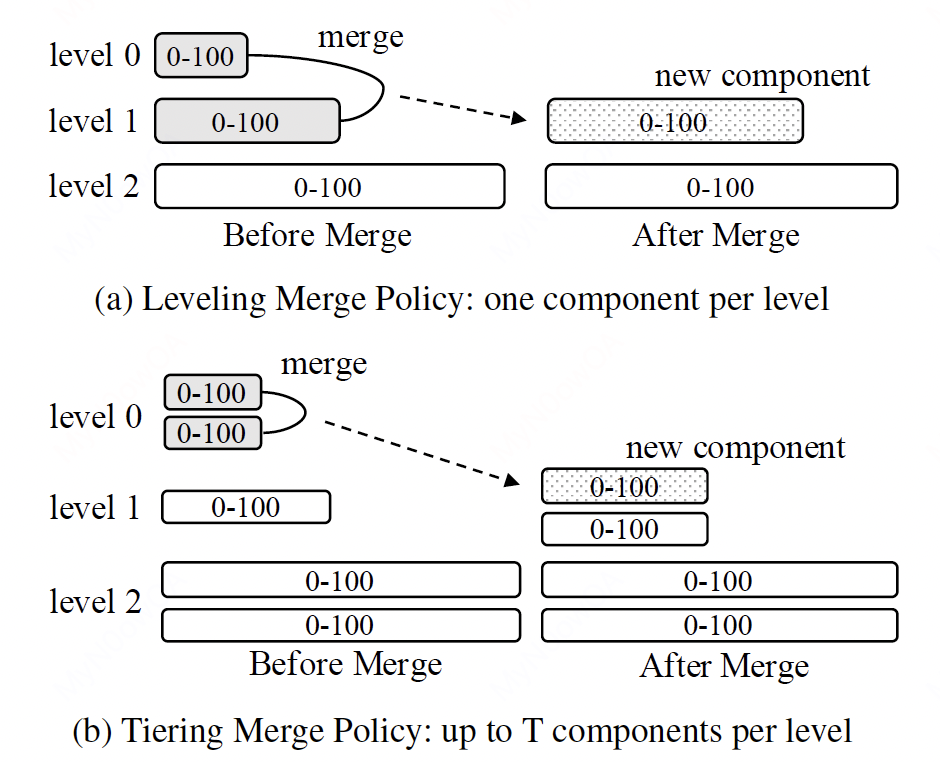 merge
level 0 0-100
new component
level 1 0-100 0-100
level 2 0-100 0-100
Before Merge After Merge
(a) Leveling Merge Policy: one component per level
merge
0-100
level 0
0-100
new component
0-100
level 1 0-100
0-100
0-100 0-100
level 2
0-100 0-100
Before Merge After Merge
(b) Tiering Merge Policy: up to T components per level